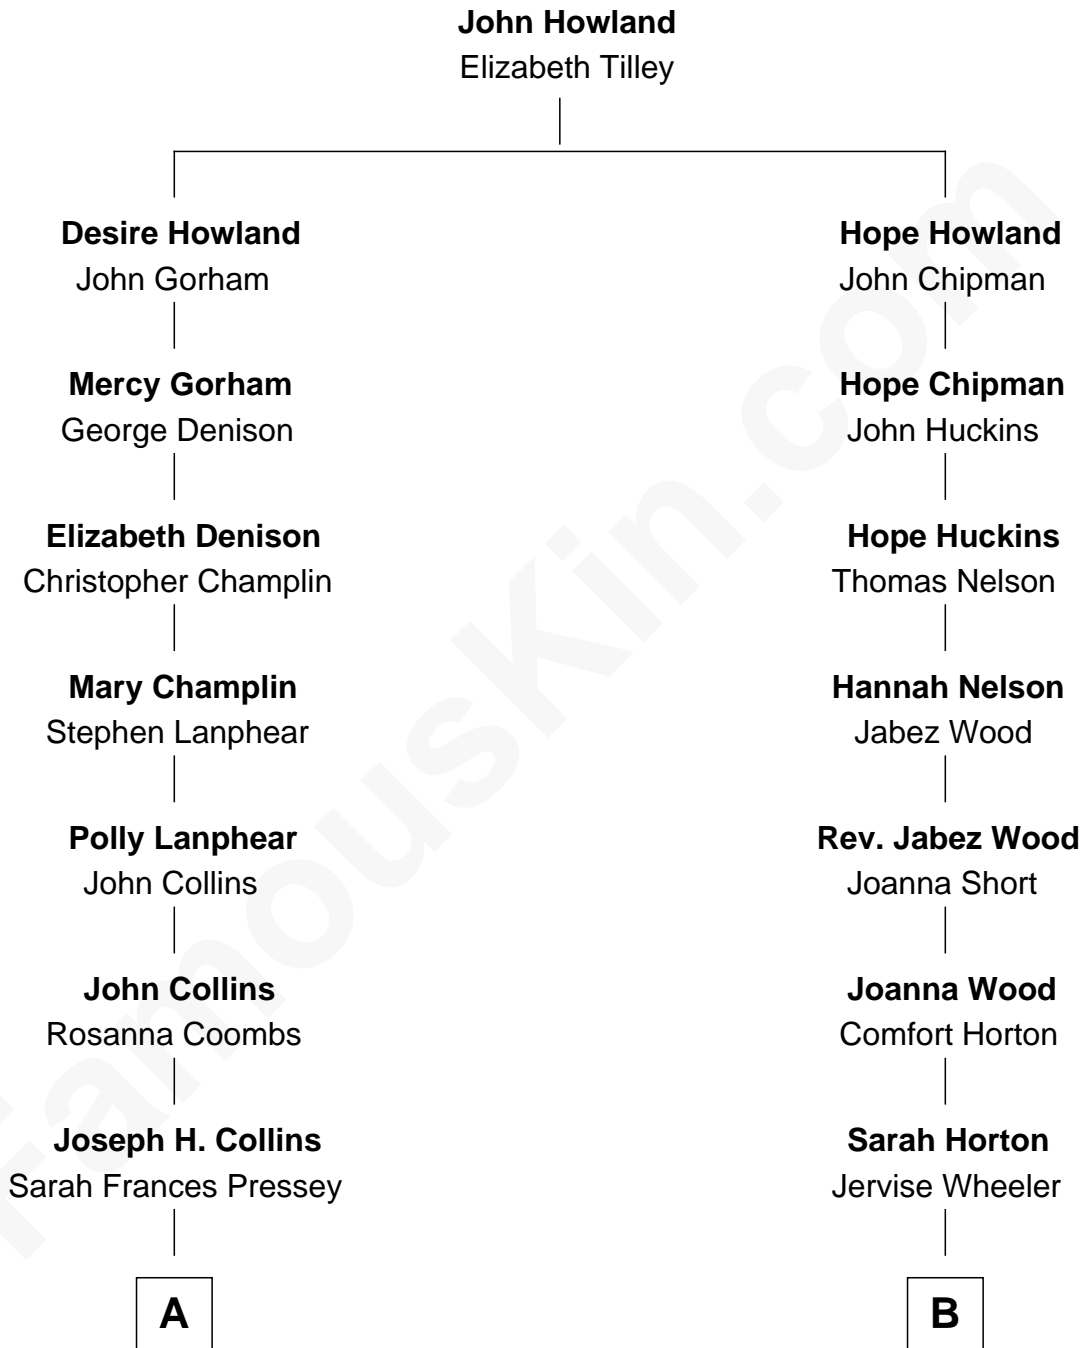 John Howland
Elizabeth Tilley
Desire Howland
John Gorham
Mercy Gorham
George Denison
Elizabeth Denison
Christopher Champlin
Mary Champlin
Stephen Lanphear
Polly Lanphear
John Collins
John Collins
Rosanna Coombs
Joseph H. Collins
Sarah Frances Pressey
A
Hope Howland
John Chipman
Hope Chipman
John Huckins
Hope Huckins
Thomas Nelson
Hannah Nelson
Jabez Wood
Rev. Jabez Wood
Joanna Short
Joanna Wood
Comfort Horton
Sarah Horton
Jervise Wheeler
B
FamousKin.com